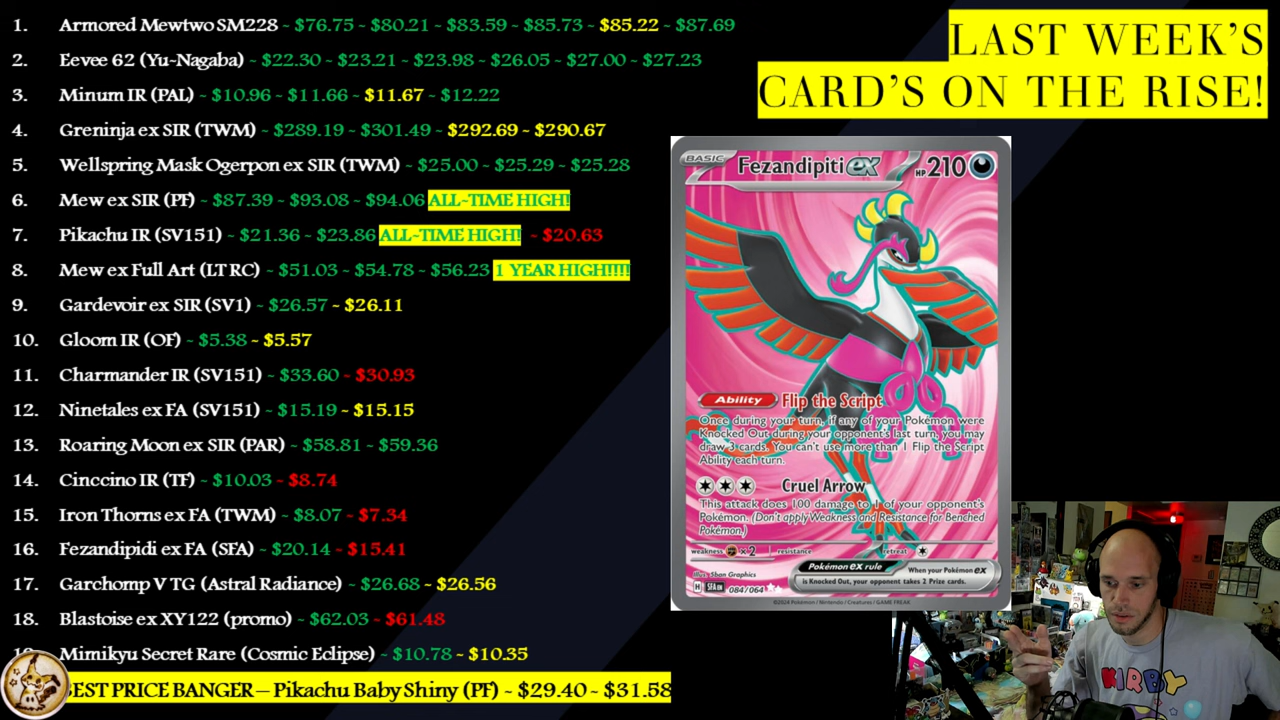 1. Armored Mewtwo SM228 ~ $76.75 ~ $80.21 ~ $83.59 ~ $85.73 ~ $85.22 ~ $87.69
2. Eevee 62 (Yu~Nagaba) ~ $22.30 ~ $23.21 ~ $23.98 ~ $26.05 ~ $27.00 ~ $27.23
3. Minum IR (PAL) ~ $10.96 ~ $11.66 ~ $11.67 ~ $12.22
4. Greninja ex SIR (TWM) ~ $289.19 ~ $301.49 ~ $292.69 ~ $290.67
5. Wellspring Mask Ogerpon ex SIR (TWM) ~ $25.00 ~ $25.29 ~ $25.28
6. Mew ex SIR (PF) ~ $87.39 ~ $93.08 ~ $94.06 ALL~TIME HIGH!
7. Pikachu IR (SV151) ~ $21.36 ~ $23.86 ALL~TIME HIGH! ~ $20.63
8. Mew ex Full Art (LT RC) ~ $51.03 ~ $54.78 ~ $56.23 1 YEAR HIGH!!!!
9. Gardevoir ex SIR (SV1) ~ $26.57 ~ $26.11
10. Gloom IR (OF) ~ $5.38 ~ $5.57
11. Charmander IR (SV151) ~ $33.60 ~ $30.93
12. Ninetales ex FA (SV151) ~ $15.19 ~ $15.15
13. Roaring Moon ex SIR (PAR) ~ $58.81 ~ $59.36
14. Cinccino IR (TF) ~ $10.03 ~ $8.74
15. Iron Thorns ex FA (TWM) ~ $8.07 ~ $7.34
16. Fezandipidi ex FA (SFA) ~ $20.14 ~ $15.41
17. Garchomp V TG (Astral Radiance) ~ $26.68 ~ $26.56
18. Blastoise ex XY122 (promo) ~ $62.03 ~ $61.48
Mimikyu Secret Rare (Cosmic Eclipse) ~ $10.78 ~ $10.35
BEST PRICE BANGER – Pikachu Baby Shiny (PF) ~ $29.40 ~ $31.58
LAST WEEK'S
CARD'S ON THE RISE!
BASIC Fezandipiti ex HP 210
Ability Flip the Script
Once during your turn, if any of your Pokémon were
Knocked Out during your opponent's last turn, you may
draw 3 cards. You can't use more than 1 Flip the Script
Ability each turn.
Cruel Arrow
This attack does 100 damage to 1 of your opponent's
Pokémon. (Don't apply Weakness and Resistance for Benched
Pokémon.)
weakness x2 resistance retreat
Pokémon ex rule When your Pokémon ex
is Knocked Out, your opponent takes 2 Prize cards.
Illus. 5ban Graphics
H SFA EN 084/064
©2024 Pokémon / Nintendo / Creatures / GAME FREAK
KIRBY